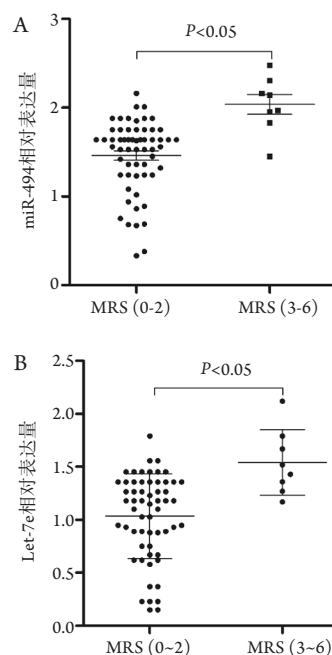 A
P<0.05
miR-494相对表达量
3
2
1
0
MRS (0-2)
MRS (3-6)
B
P<0.05
Let-7e相对表达量
2.5
2.0
1.5
1.0
0.5
0.0
MRS (0~2)
MRS (3~6)